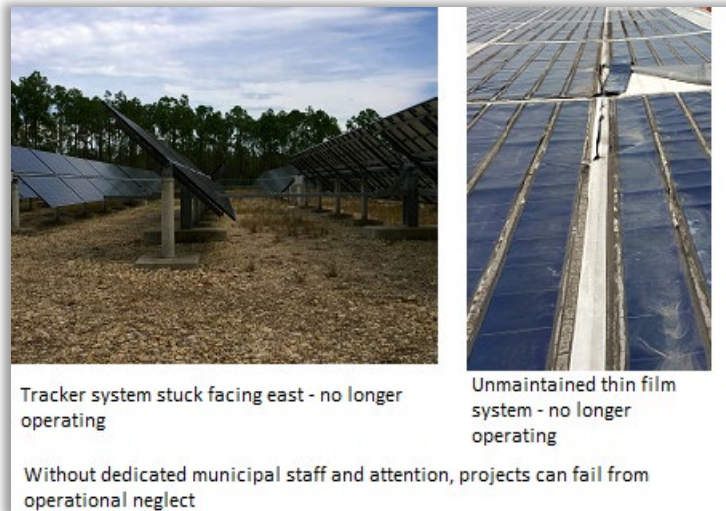 Tracker system stuck facing east - no longer
operating
Unmaintained thin film
system - no longer
operating
Without dedicated municipal staff and attention, projects can fail from
operational neglect